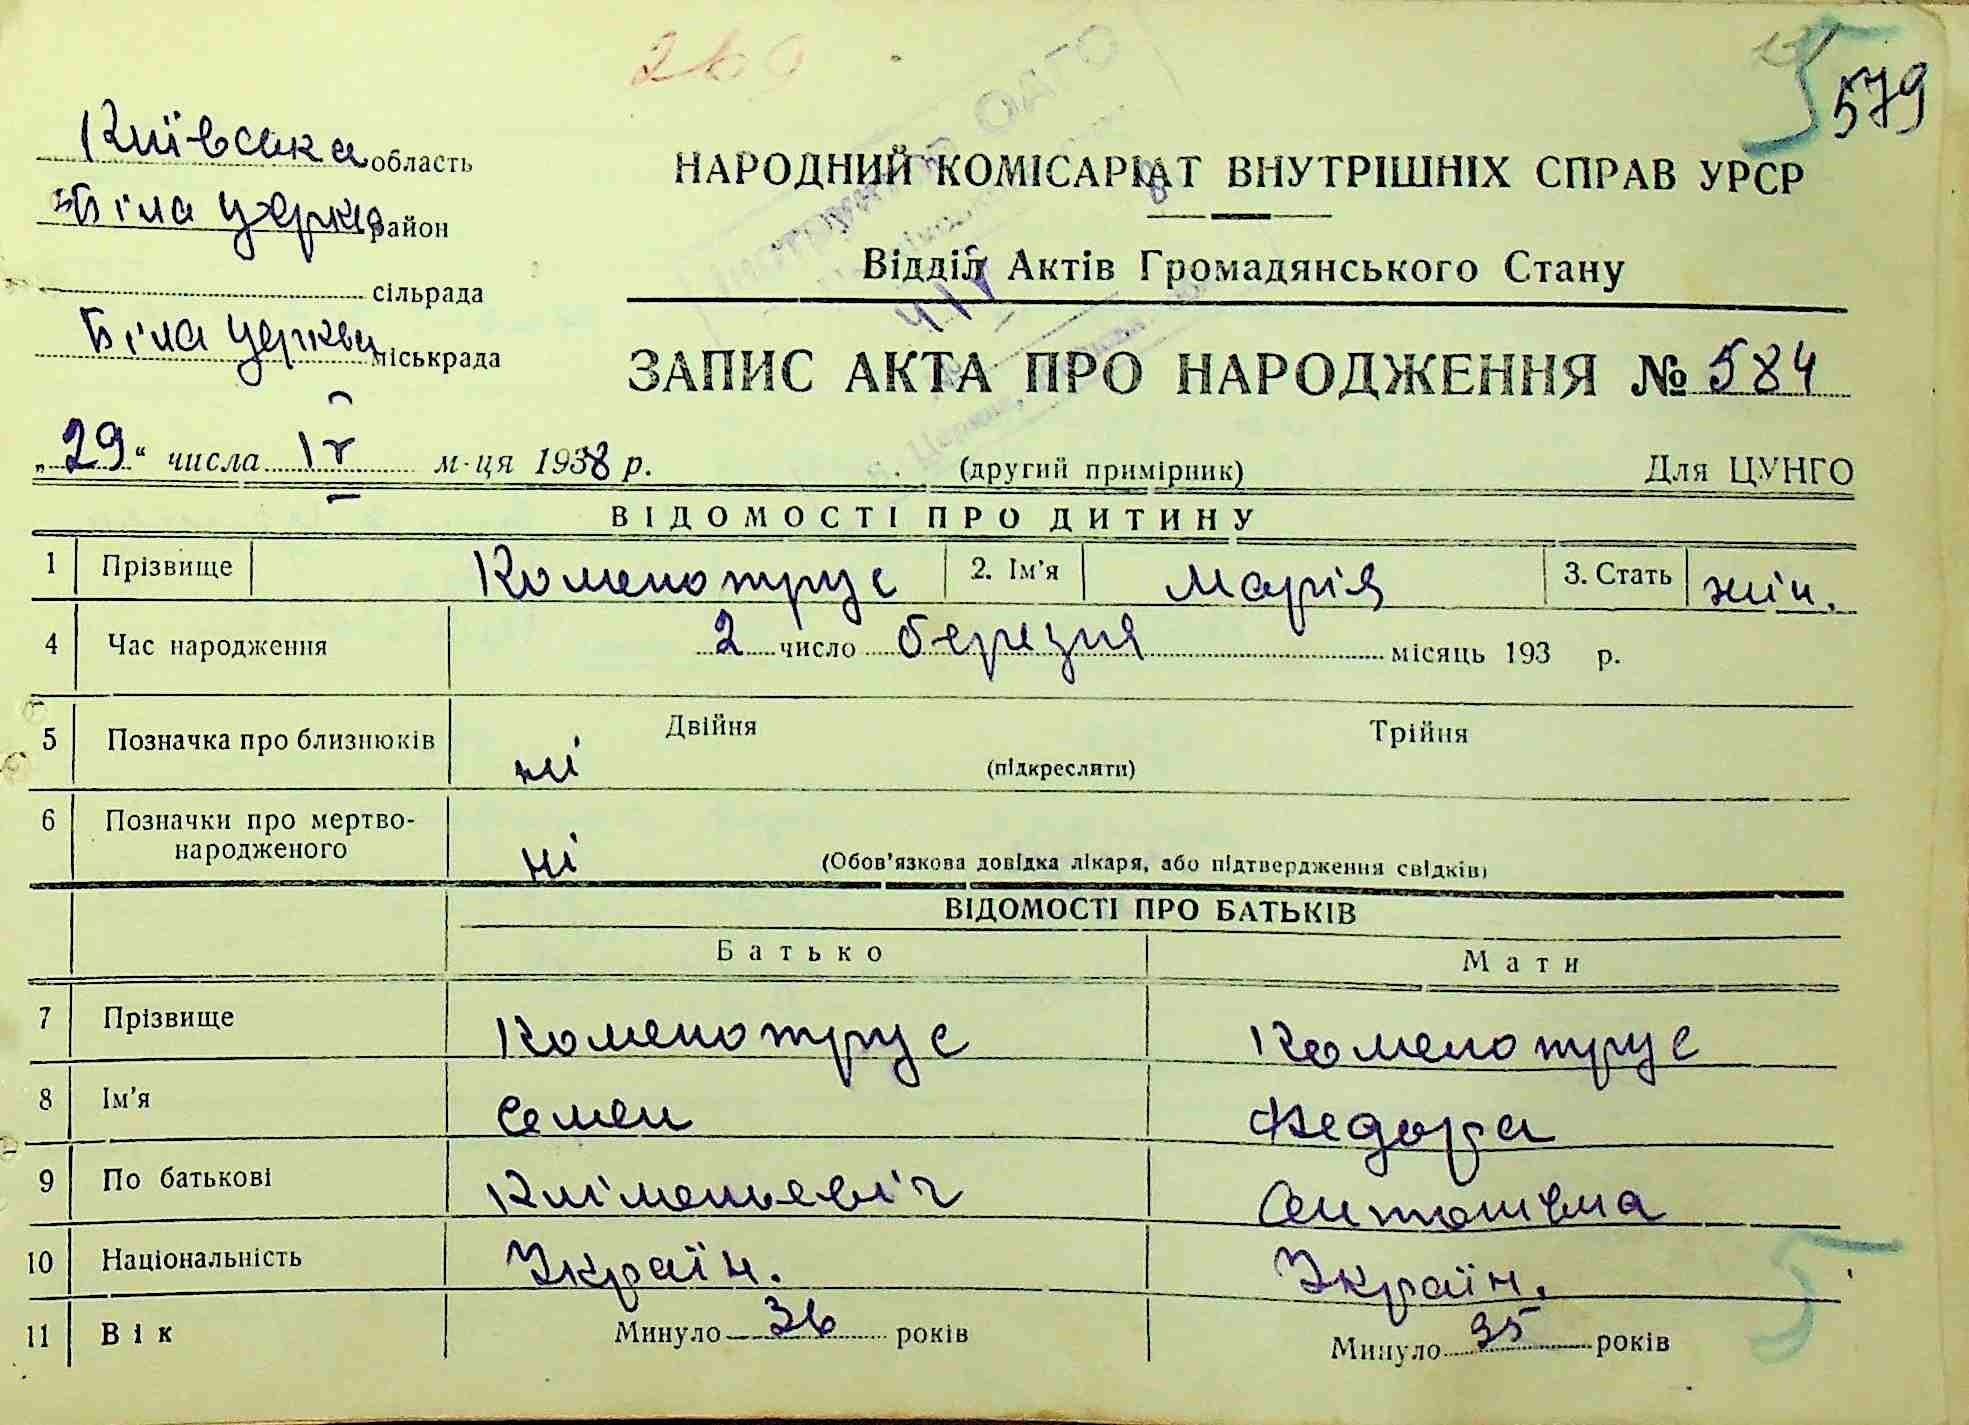 260
579
Київська область
Біла церква район
сільрада
Біла церкви міськрада
НАРОДНИЙ КОМІСАРІАТ ВНУТРІШНІХ СПРАВ УРСР
Відділ Актів Громадянського Стану
ЗАПИС АКТА ПРО НАРОДЖЕННЯ № 584
„29“ числа IV м-ця 1938 р. (другий примірник) Для ЦУНГО
ВІДОМОСТІ ПРО ДИТИНУ
1 Прізвище Коменотрус 2. Ім'я Марія 3. Стать жін.
4 Час народження 2 число березня місяць 193 р.
5 Позначка про близнюків ні Двійня Трійня
(підкреслити)
6 Позначки про мертво-
народженого ні (Обов'язкова довідка лікаря, або підтвердження свідків)
ВІДОМОСТІ ПРО БАТЬКІВ
Батько Мати
7 Прізвище Коменотрус Коменотрус
8 Ім'я Семен Федора
9 По батькові Кліменьевіч
10 Національність Україн. Україн.
11 Вік Минуло 36 років Минуло 35 років
5